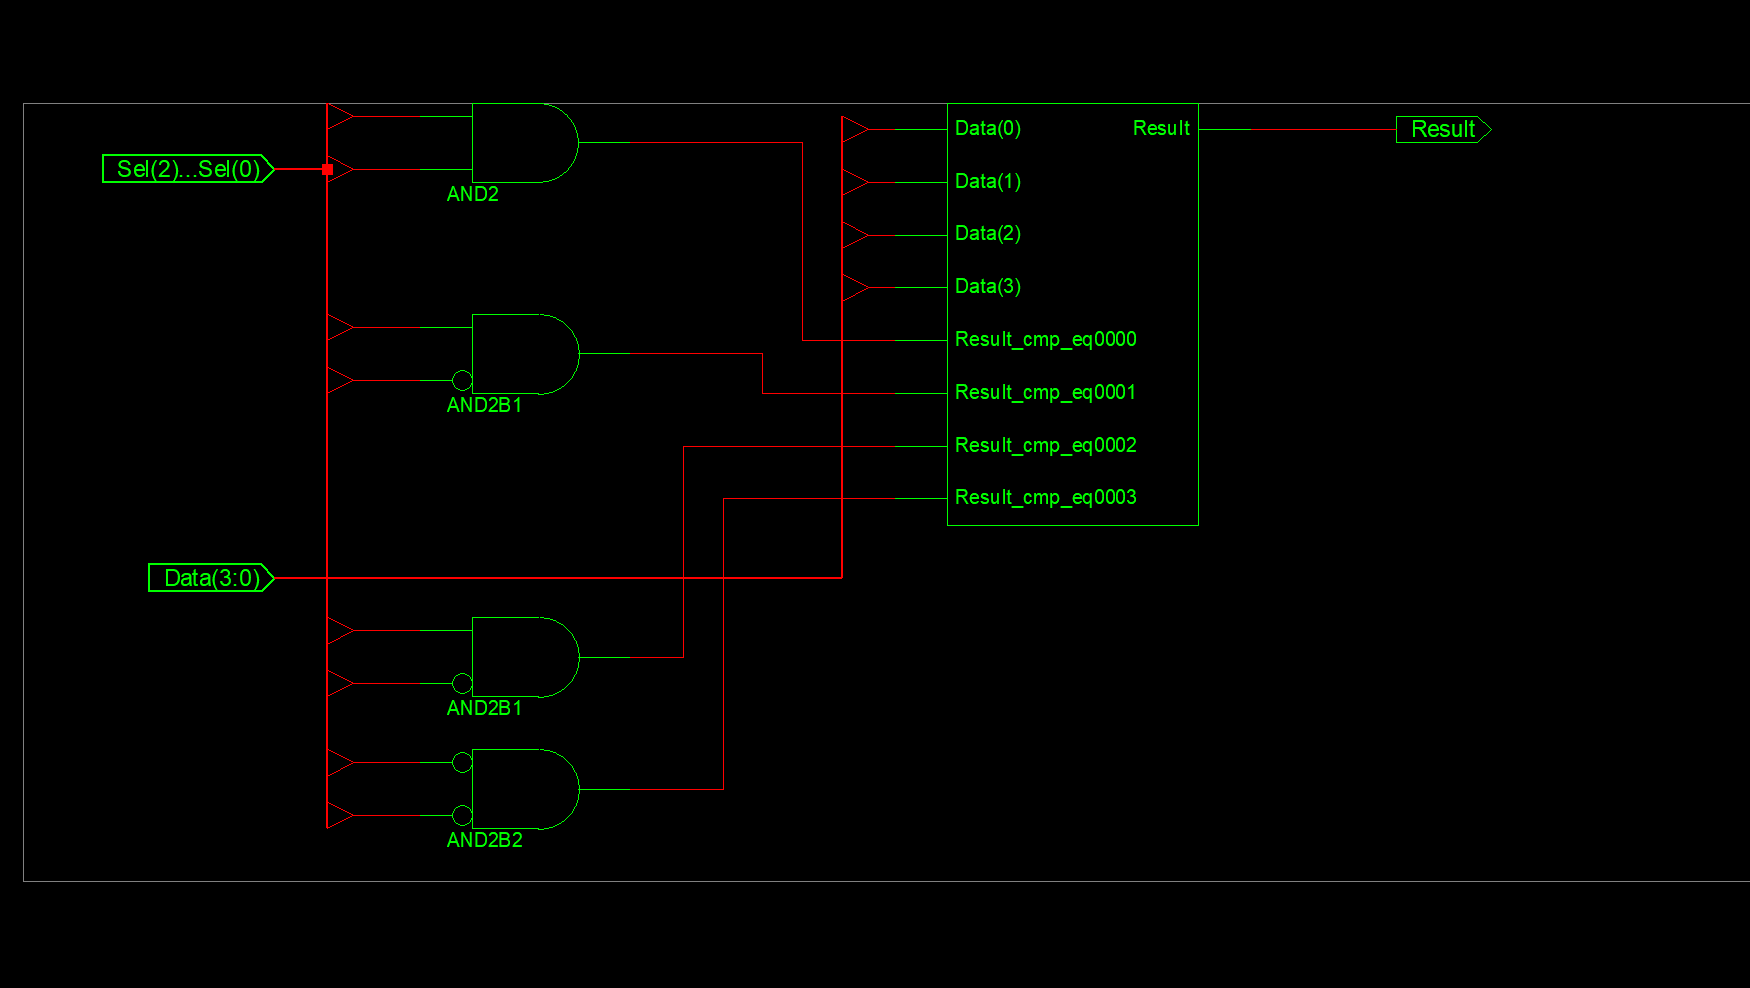 Sel(2)...Sel(0)
AND2
AND2B1
Data(3:0)
AND2B1
AND2B2
Data(0)
Data(1)
Data(2)
Data(3)
Result_cmp_eq0000
Result_cmp_eq0001
Result_cmp_eq0002
Result_cmp_eq0003
Result
Result